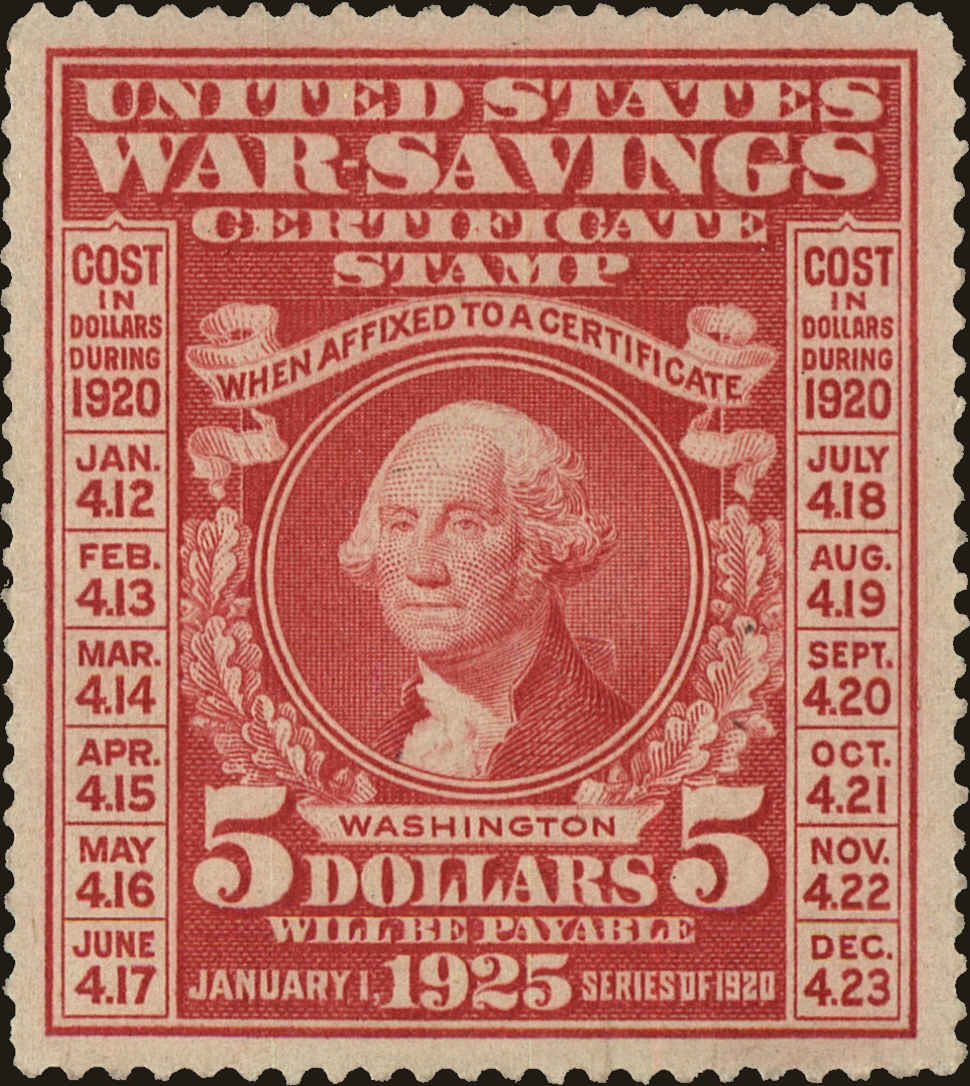 UNITED STATES
WAR-SAVINGS
CERTIFICATE
STAMP
WHEN AFFIXED TO A CERTIFICATE
COST
IN
DOLLARS
DURING
1920
JAN.
4.12
FEB.
4.13
MAR.
4.14
APR.
4.15
MAY
4.16
JUNE
4.17
COST
IN
DOLLARS
DURING
1920
JULY
4.18
AUG.
4.19
SEPT.
4.20
OCT.
4.21
NOV.
4.22
DEC.
4.23
WASHINGTON
5 DOLLARS 5
WILL BE PAYABLE
JANUARY 1, 1925 SERIES OF 1920